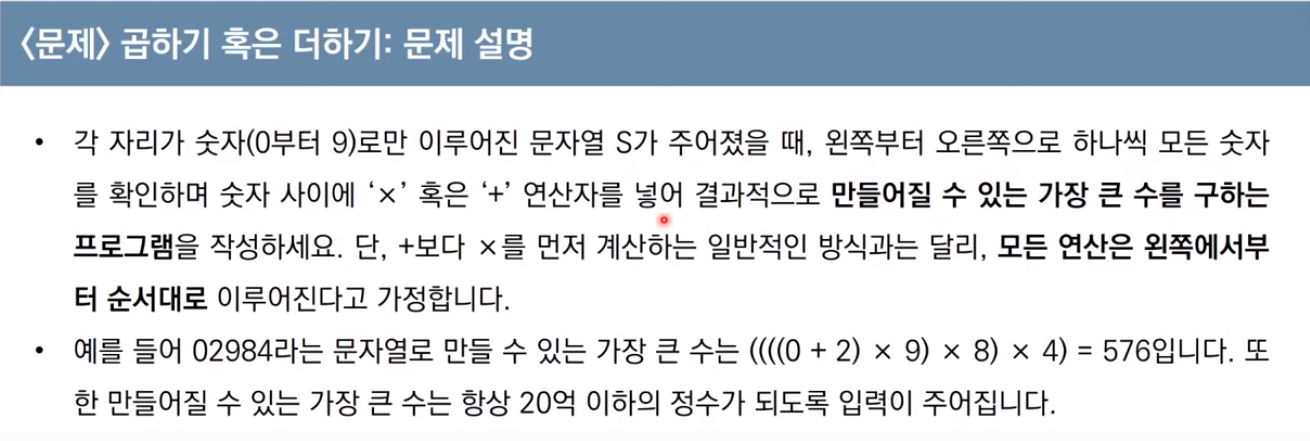 <문제> 곱하기 혹은 더하기: 문제 설명
• 각 자리가 숫자(0부터 9)로만 이루어진 문자열 S가 주어졌을 때, 왼쪽부터 오른쪽으로 하나씩 모든 숫자
를 확인하며 숫자 사이에 ‘×’ 혹은 ‘+’ 연산자를 넣어 결과적으로 만들어질 수 있는 가장 큰 수를 구하는
프로그램을 작성하세요. 단, +보다 ×를 먼저 계산하는 일반적인 방식과는 달리, 모든 연산은 왼쪽에서부
터 순서대로 이루어진다고 가정합니다.
• 예를 들어 02984라는 문자열로 만들 수 있는 가장 큰 수는 ((((0 + 2) × 9) × 8) × 4) = 576입니다. 또
한 만들어질 수 있는 가장 큰 수는 항상 20억 이하의 정수가 되도록 입력이 주어집니다.